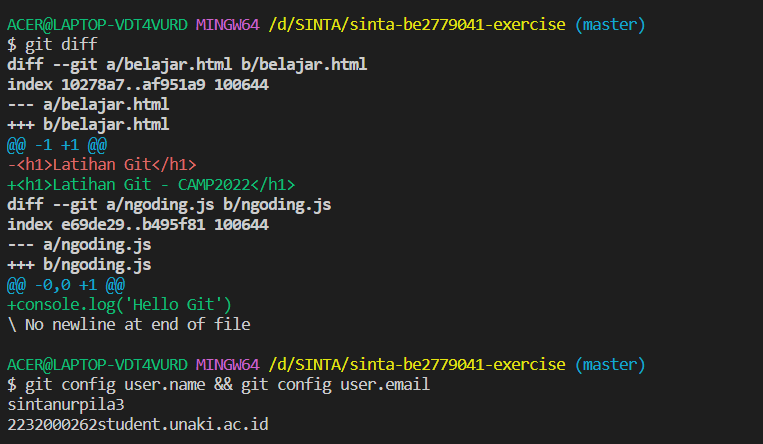 ACER@LAPTOP-VDT4VURD MINGW64 /d/SINTA/sinta-be2779041-exercise (master)
$ git diff
diff --git a/belajar.html b/belajar.html
index 10278a7..af951a9 100644
--- a/belajar.html
+++ b/belajar.html
@@ -1 +1 @@
-<h1>Latihan Git</h1>
+<h1>Latihan Git - CAMP2022</h1>
diff --git a/ngoding.js b/ngoding.js
index e69de29..b495f81 100644
--- a/ngoding.js
+++ b/ngoding.js
@@ -0,0 +1 @@
+console.log('Hello Git')
\ No newline at end of file
ACER@LAPTOP-VDT4VURD MINGW64 /d/SINTA/sinta-be2779041-exercise (master)
$ git config user.name && git config user.email
sintanurpila3
2232000262student.unaki.ac.id